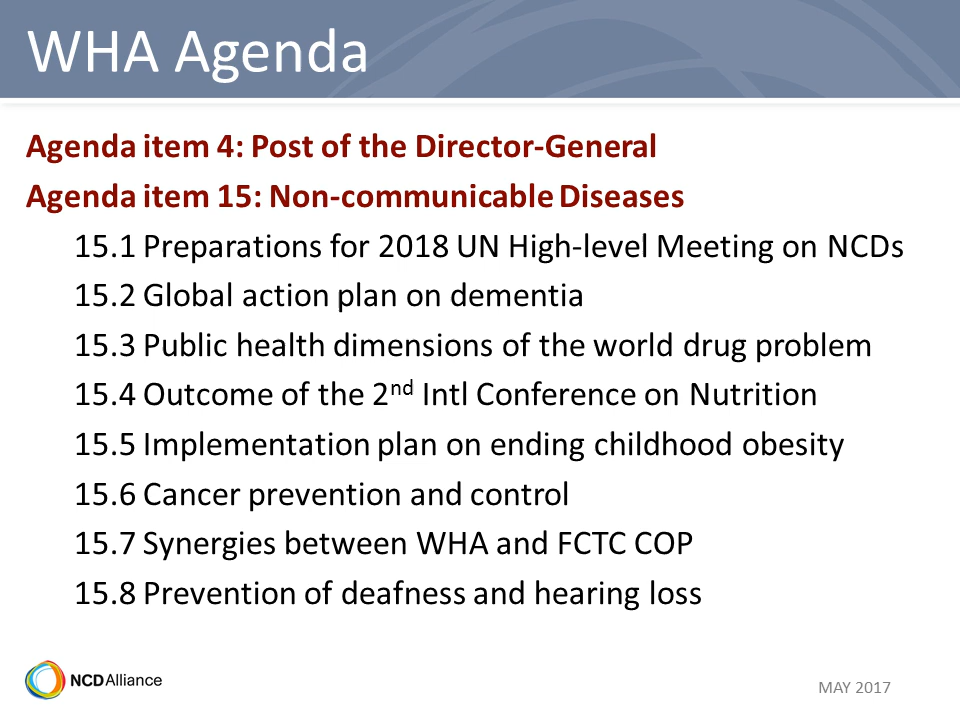 WHA Agenda
Agenda item 4: Post of the Director-General
Agenda item 15: Non-communicable Diseases
15.1 Preparations for 2018 UN High-level Meeting on NCDs
15.2 Global action plan on dementia
15.3 Public health dimensions of the world drug problem
15.4 Outcome of the 2nd Intl Conference on Nutrition
15.5 Implementation plan on ending childhood obesity
15.6 Cancer prevention and control
15.7 Synergies between WHA and FCTC COP
15.8 Prevention of deafness and hearing loss
NCDAlliance
MAY 2017